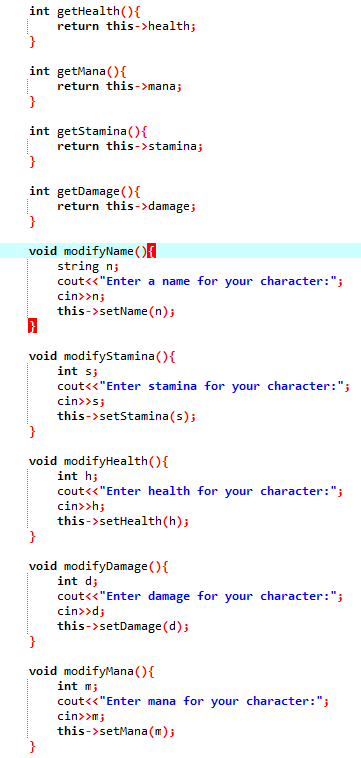 int getHealth(){
return this->health;
}
int getMana(){
return this->mana;
}
int getStamina(){
return this->stamina;
}
int getDamage(){
return this->damage;
}
void modifyName(){
string n;
cout<<"Enter a name for your character:";
cin>>n;
this->setName(n);
}
void modifyStamina(){
int s;
cout<<"Enter stamina for your character:";
cin>>s;
this->setStamina(s);
}
void modifyHealth(){
int h;
cout<<"Enter health for your character:";
cin>>h;
this->setHealth(h);
}
void modifyDamage(){
int d;
cout<<"Enter damage for your character:";
cin>>d;
this->setDamage(d);
}
void modifyMana(){
int m;
cout<<"Enter mana for your character:";
cin>>m;
this->setMana(m);
}